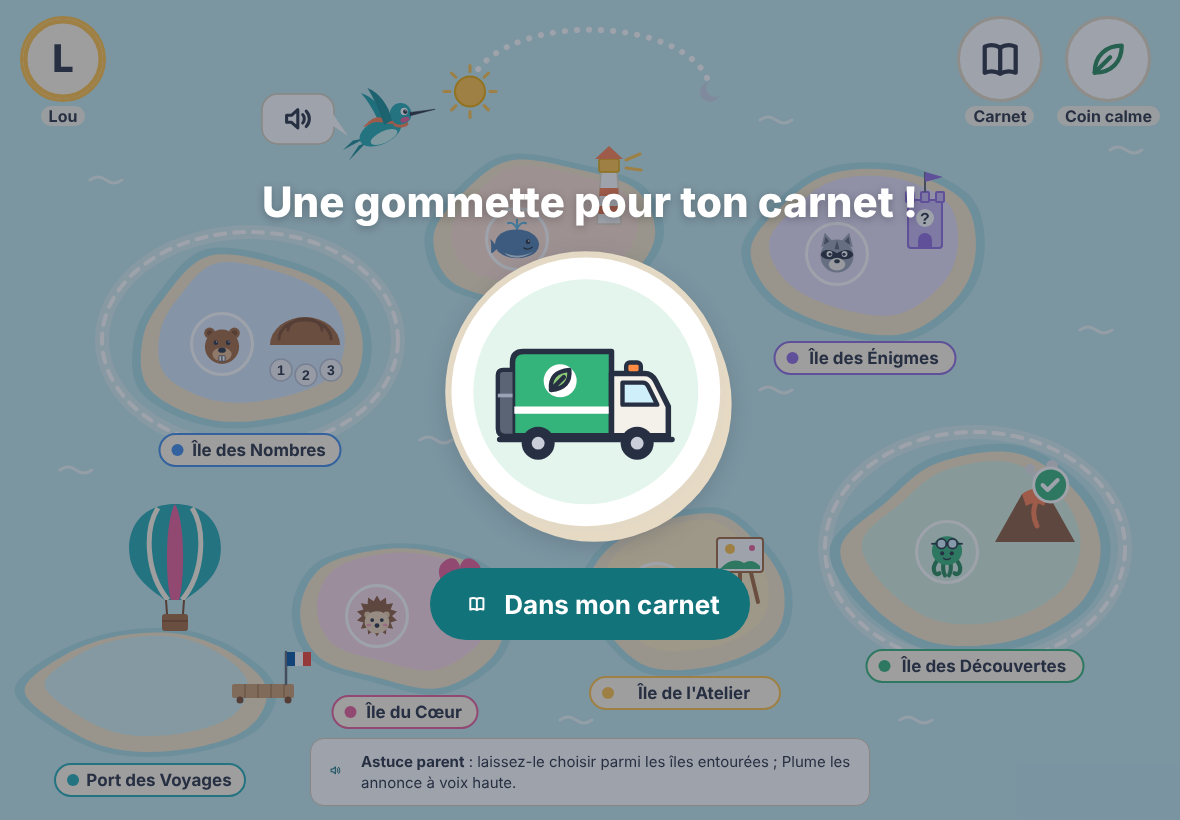 L
Lou
Carnet
Coin calme
Une gommette pour ton carnet !
?
1 2 3
Île des Énigmes
Île des Nombres
Dans mon carnet
Île des Découvertes
Île de l'Atelier
Île du Cœur
Port des Voyages
Astuce parent : laissez-le choisir parmi les îles entourées ; Plume les
annonce à voix haute.